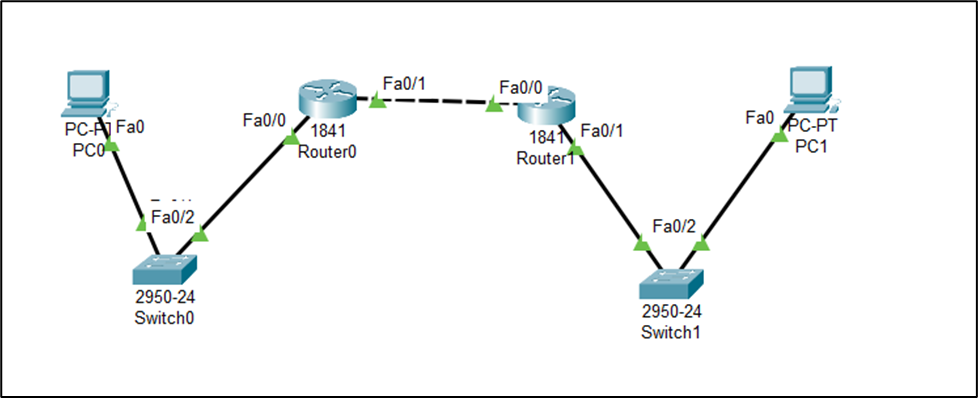 Fa0/1
Fa0/0
PC-PT
Fa0
PC0
Fa0/0
1841
Router0
1841
Router1
Fa0/1
Fa0
PC-PT
PC1
Fa0/2
Fa0/2
2950-24
Switch0
2950-24
Switch1